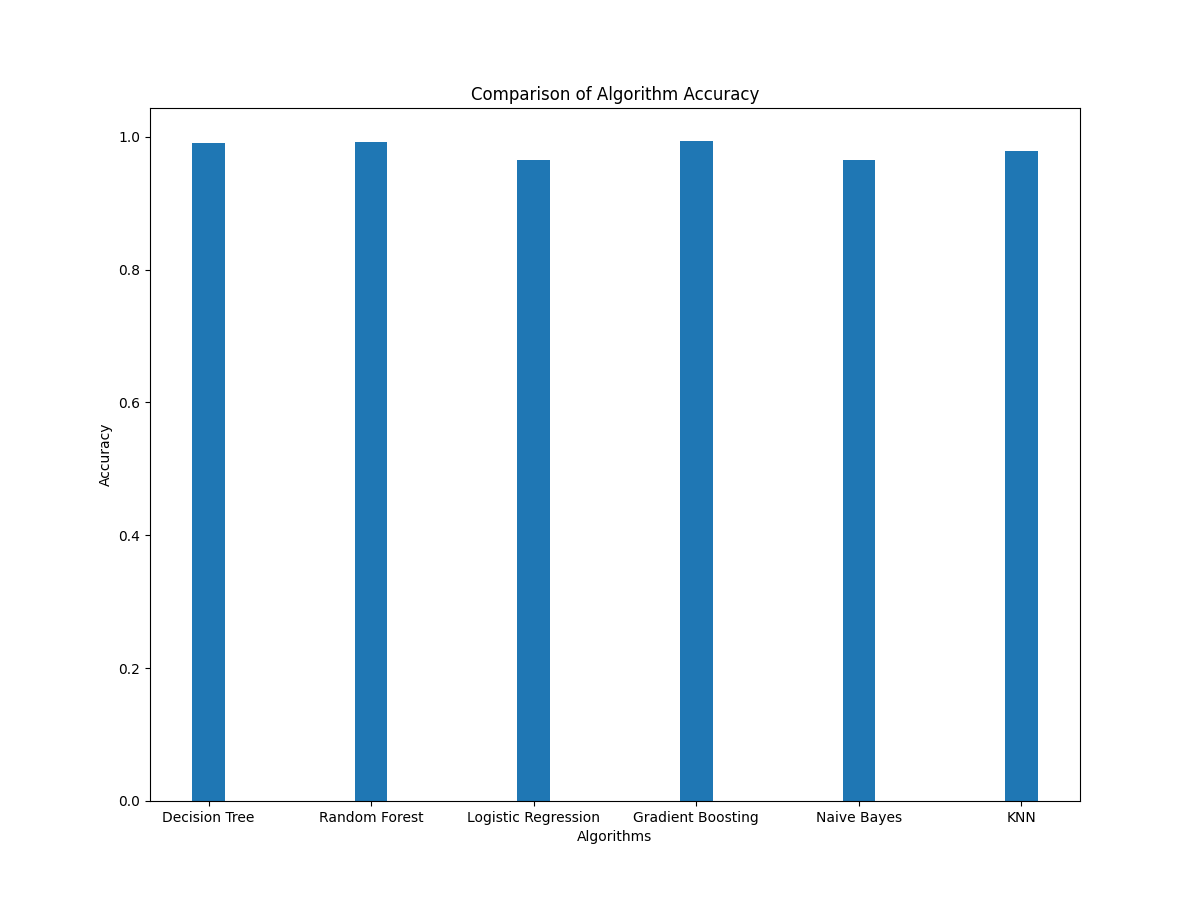 Comparison of Algorithm Accuracy
1.0
0.8
0.6
0.4
0.2
0.0
Accuracy
Decision Tree Random Forest Logistic Regression Gradient Boosting Naive Bayes KNN
Algorithms